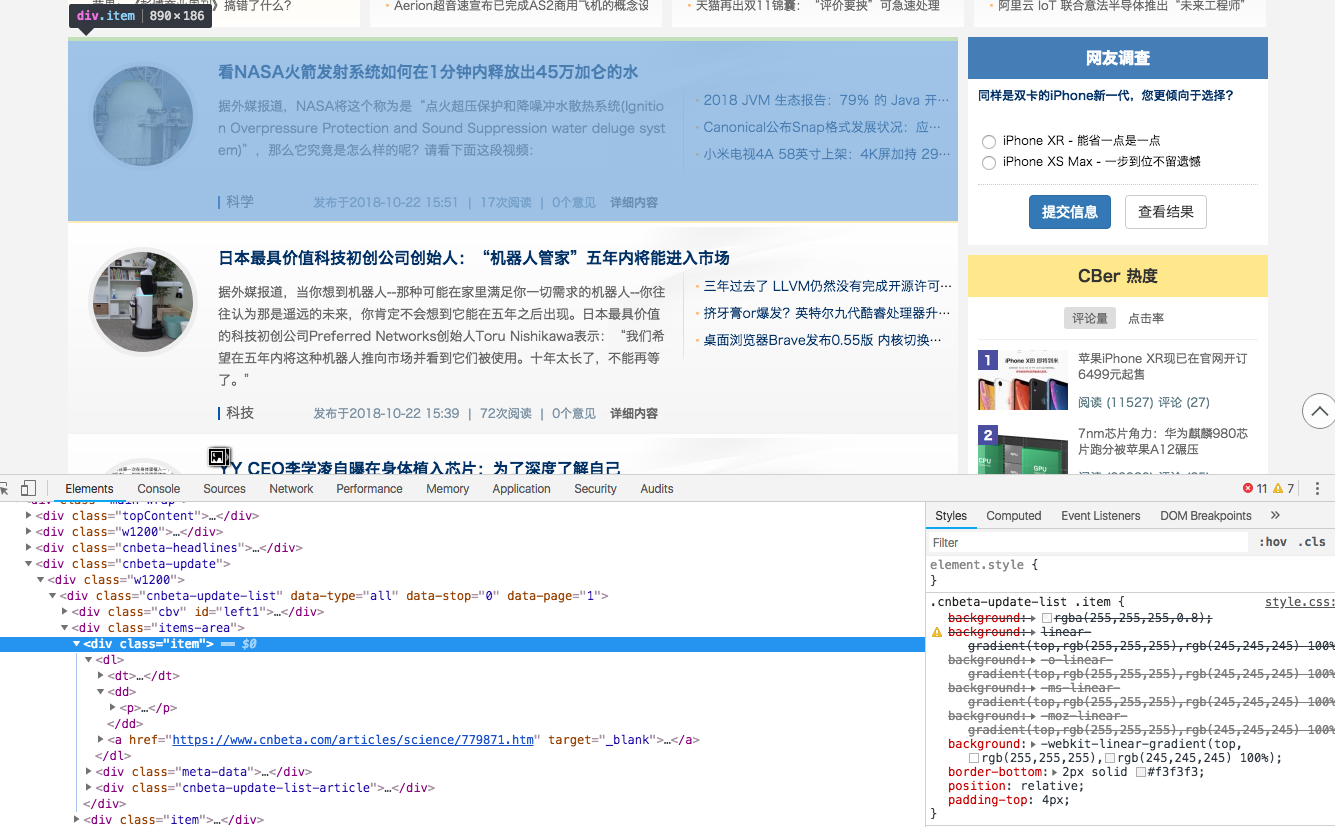 div.item | 890×186
搞错了什么？
Aerion超音速宣布已完成AS2商用飞机的概念设
天猫再出双11锦囊：“评价要挟”可急速处理
阿里云 IoT 联合意法半导体推出“未来工程师”
看NASA火箭发射系统如何在1分钟内释放出45万加仑的水
据外媒报道，NASA将这个称为是“点火超压保护和降噪冲水散热系统(Ignitio
n Overpressure Protection and Sound Suppression water deluge syst
em)”，那么它究竟是怎么样的呢？请看下面这段视频：
2018 JVM 生态报告：79% 的 Java 开…
Canonical公布Snap格式发展状况：应…
小米电视4A 58英寸上架：4K屏加持 29…
科学 发布于2018-10-22 15:51 | 17次阅读 | 0个意见 详细内容
日本最具价值科技初创公司创始人：“机器人管家”五年内将能进入市场
据外媒报道，当你想到机器人--那种可能在家里满足你一切需求的机器人--你往
往认为那是遥远的未来，你肯定不会想到它能在五年之后出现。日本最具价值
的科技初创公司Preferred Networks创始人Toru Nishikawa表示：“我们希
望在五年内将这种机器人推向市场并看到它们被使用。十年太长了，不能再等
了。”
三年过去了 LLVM仍然没有完成开源许可…
挤牙膏or爆发？英特尔九代酷睿处理器升…
桌面浏览器Brave发布0.55版 内核切换…
科技 发布于2018-10-22 15:39 | 72次阅读 | 0个意见 详细内容
YY CEO李学凌自曝在身体植入芯片：为了深度了解自己
网友调查
同样是双卡的iPhone新一代，您更倾向于选择？
iPhone XR - 能省一点是一点
iPhone XS Max - 一步到位不留遗憾
提交信息 查看结果
CBer 热度
评论量 点击率
1
苹果iPhone XR现已在官网开订
6499元起售
阅读 (11527) 评论 (27)
2
7nm芯片角力：华为麒麟980芯
片跑分被苹果A12碾压
CPU GPU
Elements Console Sources Network Performance Memory Application Security Audits 11 7
<div class="topContent">…</div>
<div class="w1200">…</div>
<div class="cnbeta-headlines">…</div>
<div class="cnbeta-update">
<div class="w1200">
<div class="cnbeta-update-list" data-type="all" data-stop="0" data-page="1">
<div class="cbv" id="left1">…</div>
<div class="items-area">
<div class="item"> == $0
<dl>
<dt>…</dt>
<dd>
<p>…</p>
</dd>
<a href="https://www.cnbeta.com/articles/science/779871.htm" target="_blank">…</a>
</dl>
<div class="meta-data">…</div>
<div class="cnbeta-update-list-article">…</div>
</div>
<div class="item">…</div>
Styles Computed Event Listeners DOM Breakpoints »
Filter :hov .cls
element.style {
}
.cnbeta-update-list .item { style.css:
background: rgba(255,255,255,0.8);
background: linear-
gradient(top,rgb(255,255,255),rgb(245,245,245) 100%
background: -o-linear-
gradient(top,rgb(255,255,255),rgb(245,245,245) 100%
background: -ms-linear-
gradient(top,rgb(255,255,255),rgb(245,245,245) 100%
background: -moz-linear-
gradient(top,rgb(255,255,255),rgb(245,245,245) 100%
background: -webkit-linear-gradient(top,
rgb(255,255,255), rgb(245,245,245) 100%);
border-bottom: 2px solid #f3f3f3;
position: relative;
padding-top: 4px;
}